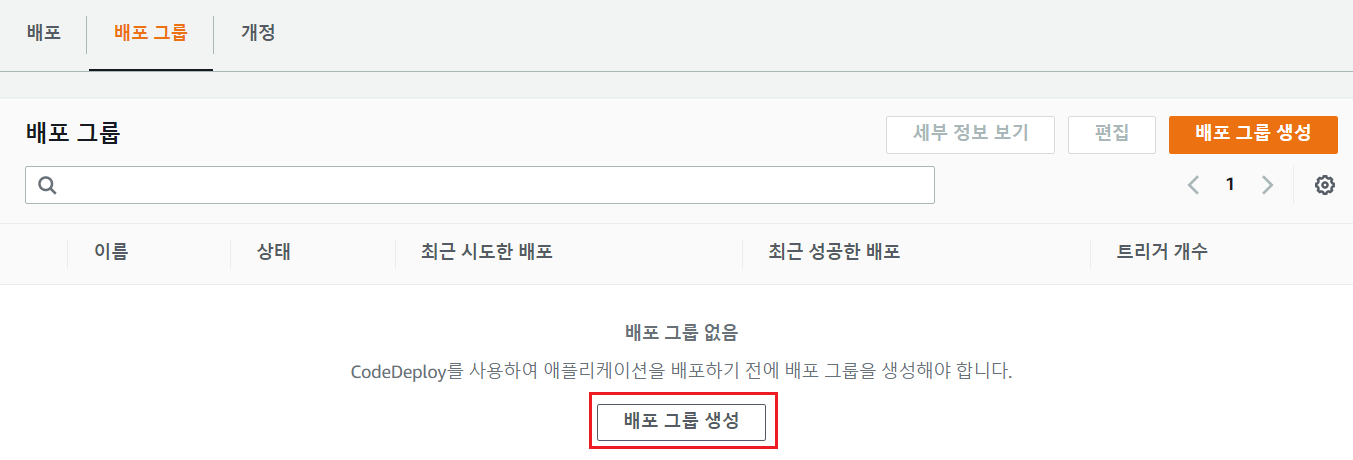 배포
배포 그룹
개정
배포 그룹
세부 정보 보기
편집
배포 그룹 생성
1
이름
상태
최근 시도한 배포
최근 성공한 배포
트리거 개수
배포 그룹 없음
CodeDeploy를 사용하여 애플리케이션을 배포하기 전에 배포 그룹을 생성해야 합니다.
배포 그룹 생성